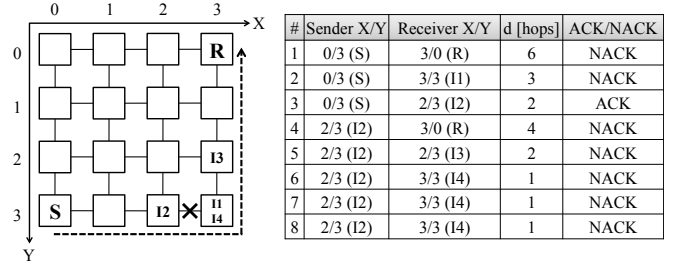 0 1 2 3
X
0 R
1
2 I3
3 S I2 I1
I4
Y
# Sender X/Y Receiver X/Y d [hops] ACK/NACK
1 0/3 (S) 3/0 (R) 6 NACK
2 0/3 (S) 3/3 (I1) 3 NACK
3 0/3 (S) 2/3 (I2) 2 ACK
4 2/3 (I2) 3/0 (R) 4 NACK
5 2/3 (I2) 2/3 (I3) 2 NACK
6 2/3 (I2) 3/3 (I4) 1 NACK
7 2/3 (I2) 3/3 (I4) 1 NACK
8 2/3 (I2) 3/3 (I4) 1 NACK